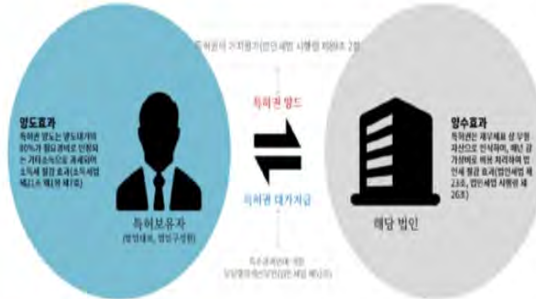 특허권의 가치평가(법인세법 시행령 제89조 2항)
특허권 양도
양도효과
특허권 양도는 양도대가의
80%가 필요경비로 인정되
는 기타소득으로 과세되어
소득세 절감 효과(소득세법
제21조 제1항 제7호)
양수효과
특허권은 재무제표 상 무형
자산으로 인식하며, 매년 감
가상비로 비용 처리하여 법
인세 절감 효과(법인세법 제
23조, 법인세법 시행령 제
26조)
특허권 대가지급
특허보유자
(법인대표, 법인구성원)
해당 법인